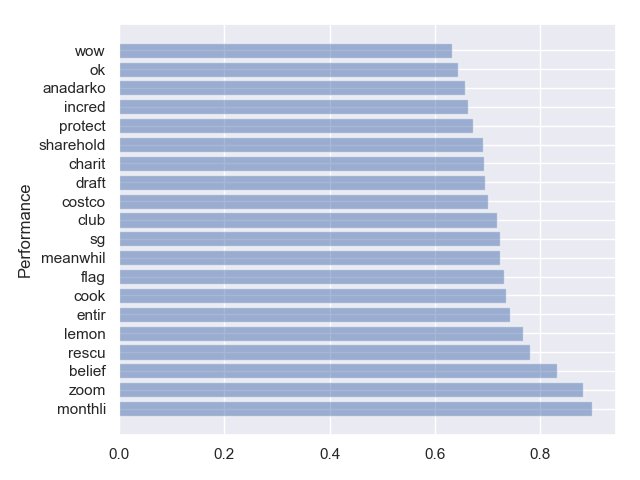 wow
ok
anadarko
incred
protect
sharehold
charit
draft
costco
club
sg
meanwhil
flag
cook
entir
lemon
rescu
belief
zoom
monthli
Performance
0.0 0.2 0.4 0.6 0.8